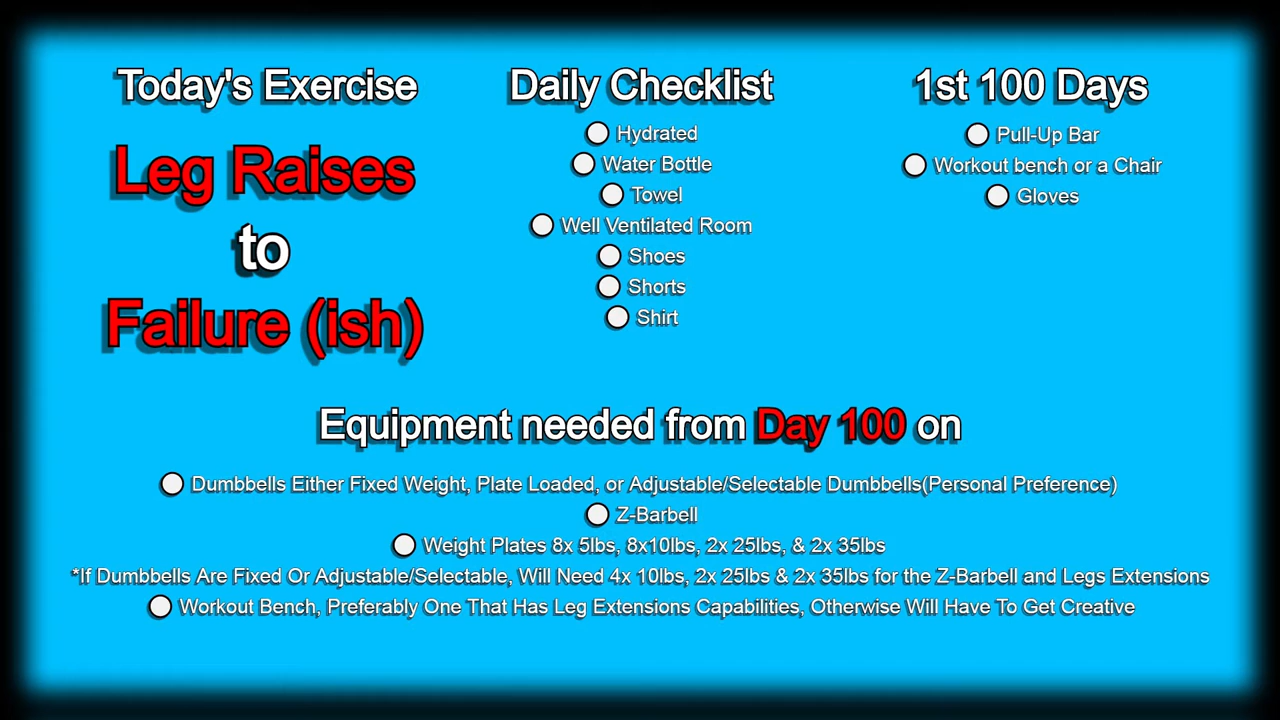 Today's Exercise
Leg Raises
to
Failure (ish)
Daily Checklist
Hydrated
Water Bottle
Towel
Well Ventilated Room
Shoes
Shorts
Shirt
1st 100 Days
Pull-Up Bar
Workout bench or a Chair
Gloves
Equipment needed from Day 100 on
Dumbbells Either Fixed Weight, Plate Loaded, or Adjustable/Selectable Dumbbells(Personal Preference)
Z-Barbell
Weight Plates 8x 5lbs, 8x10lbs, 2x 25lbs, & 2x 35lbs
*If Dumbbells Are Fixed Or Adjustable/Selectable, Will Need 4x 10lbs, 2x 25lbs & 2x 35lbs for the Z-Barbell and Legs Extensions
Workout Bench, Preferably One That Has Leg Extensions Capabilities, Otherwise Will Have To Get Creative